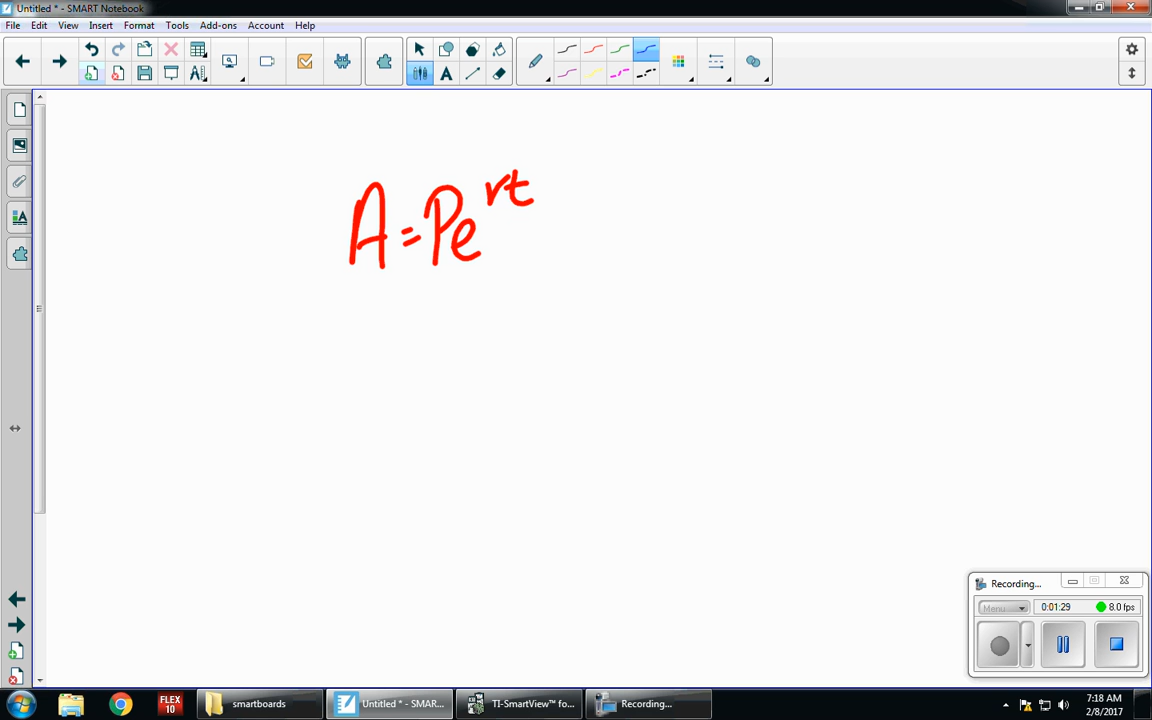 Untitled * - SMART Notebook
File Edit View Insert Format Tools Add-ons Account Help
A=Pe^rt
Recording...
Menu 0:01:29 8.0 fps
FLEX 10
smartboards
Untitled * - SMAR...
TI-SmartView™ fo...
Recording...
7:18 AM
2/8/2017